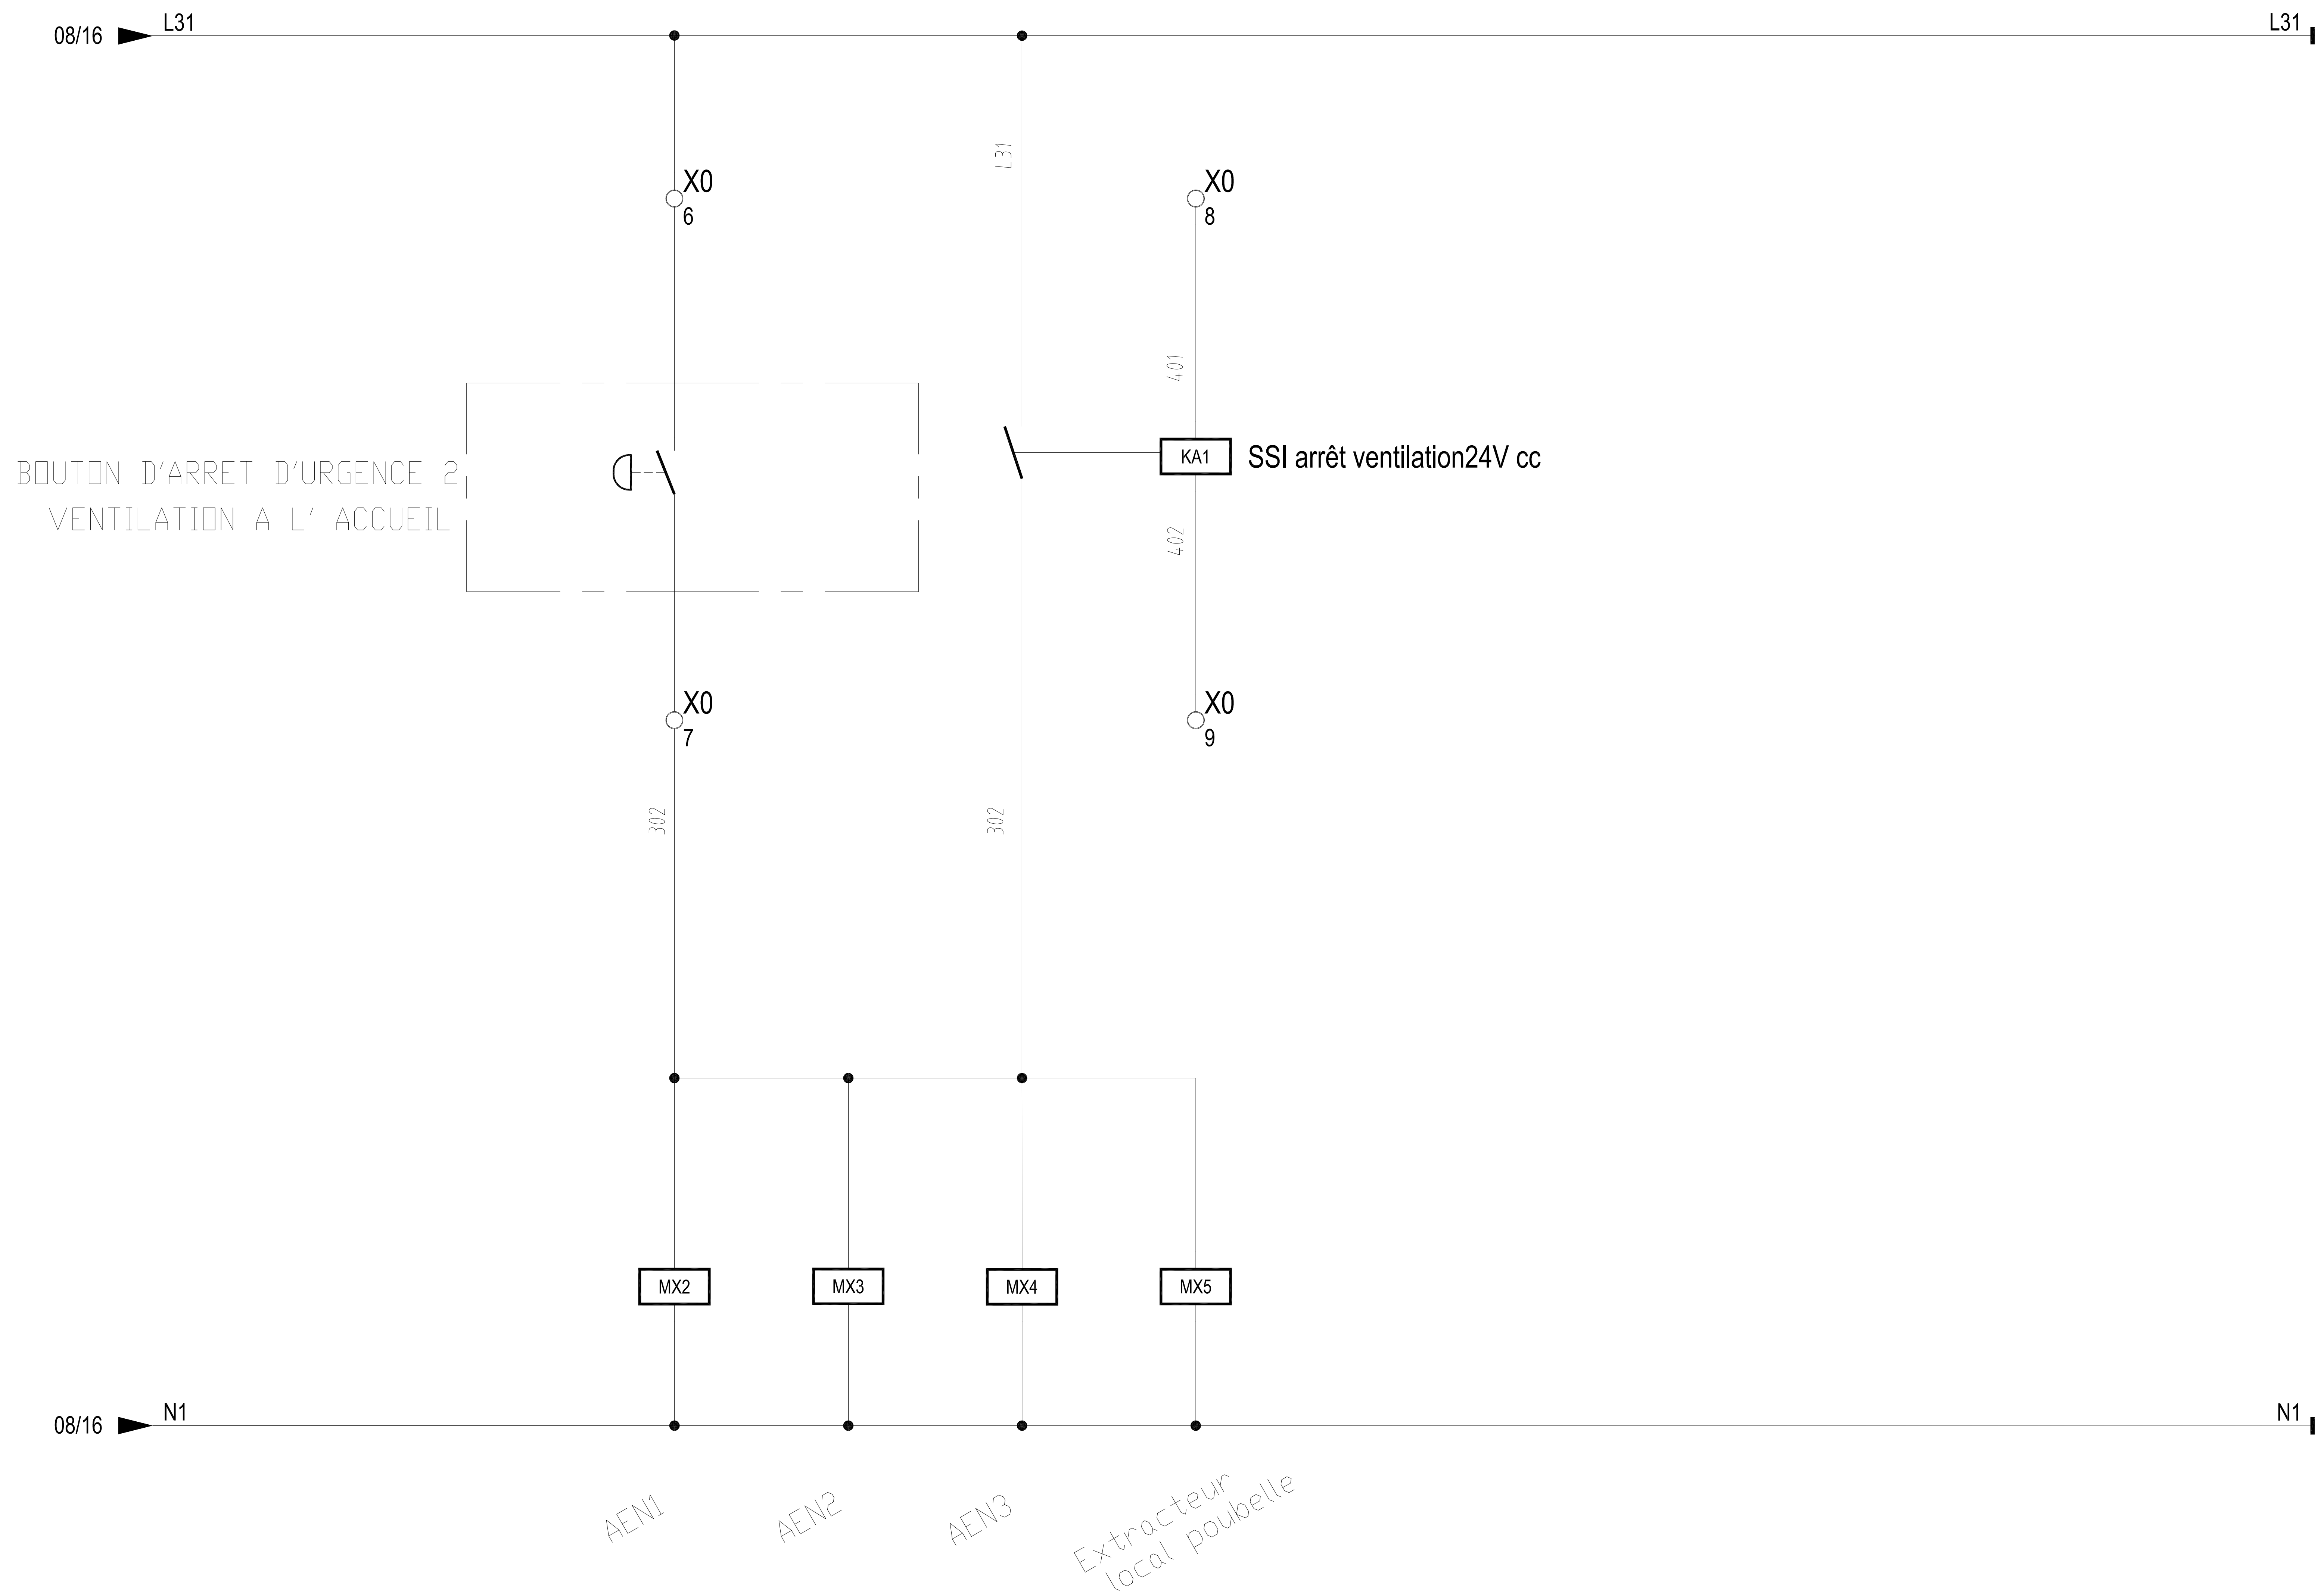 L31
L31
08/16
L31
X0
6
X0
8
401
BOUTON D'ARRET D'URGENCE 2
VENTILATION A L' ACCUEIL
KA1
SSI arrêt ventilation24V cc
402
X0
7
X0
9
302
302
MX2
MX3
MX4
MX5
N1
N1
08/16
AEN1
AEN2
AEN3
Extracteur
local poubelle